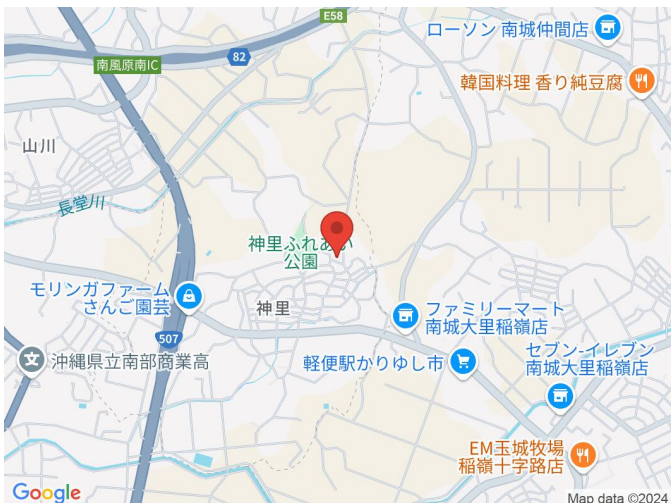 E58
ローソン 南城仲間店
南風原南IC
82
韓国料理 香り純豆腐
山川
長堂川
神里ふれあい
公園
モリンガファーム
さんご園芸
神里
ファミリーマート
南城大里稲嶺店
507
沖縄県立南部商業高
軽便駅かりゆし市
セブン-イレブン
南城大里稲嶺店
EM玉城牧場
稲嶺十字路店
Google
Map data ©2024